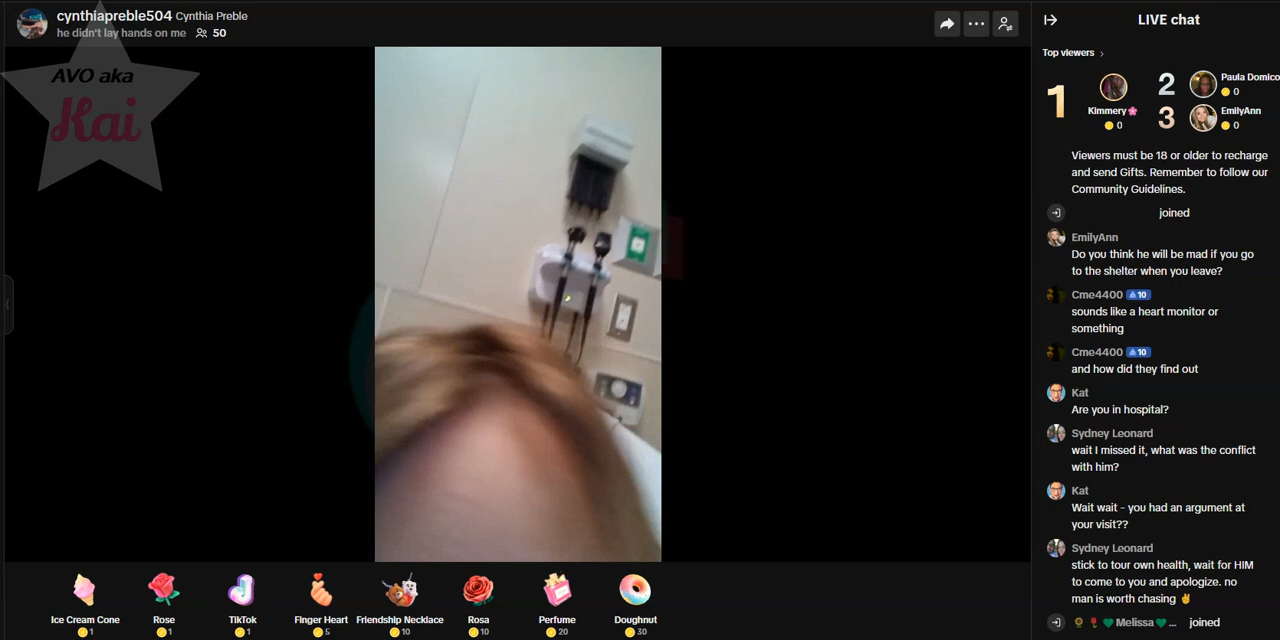 cynthiapreble504 Cynthia Preble
he didn't lay hands on me 50
AVO aka
Kai
LIVE chat
Top viewers >
1 Kimmery 0
2 Paula Domico 0
3 EmilyAnn 0
Viewers must be 18 or older to recharge
and send Gifts. Remember to follow our
Community Guidelines.
joined
EmilyAnn
Do you think he will be mad if you go
to the shelter when you leave?
Cme4400 10
sounds like a heart monitor or
something
Cme4400 10
and how did they find out
Kat
Are you in hospital?
Sydney Leonard
wait I missed it, what was the conflict
with him?
Kat
Wait wait - you had an argument at
your visit??
Sydney Leonard
stick to tour own health, wait for HIM
to come to you and apologize. no
man is worth chasing ✌
🌻🌹💚Melissa💚... joined
Ice Cream Cone
1
Rose
1
TikTok
1
Finger Heart
5
Friendship Necklace
10
Rosa
10
Perfume
20
Doughnut
30